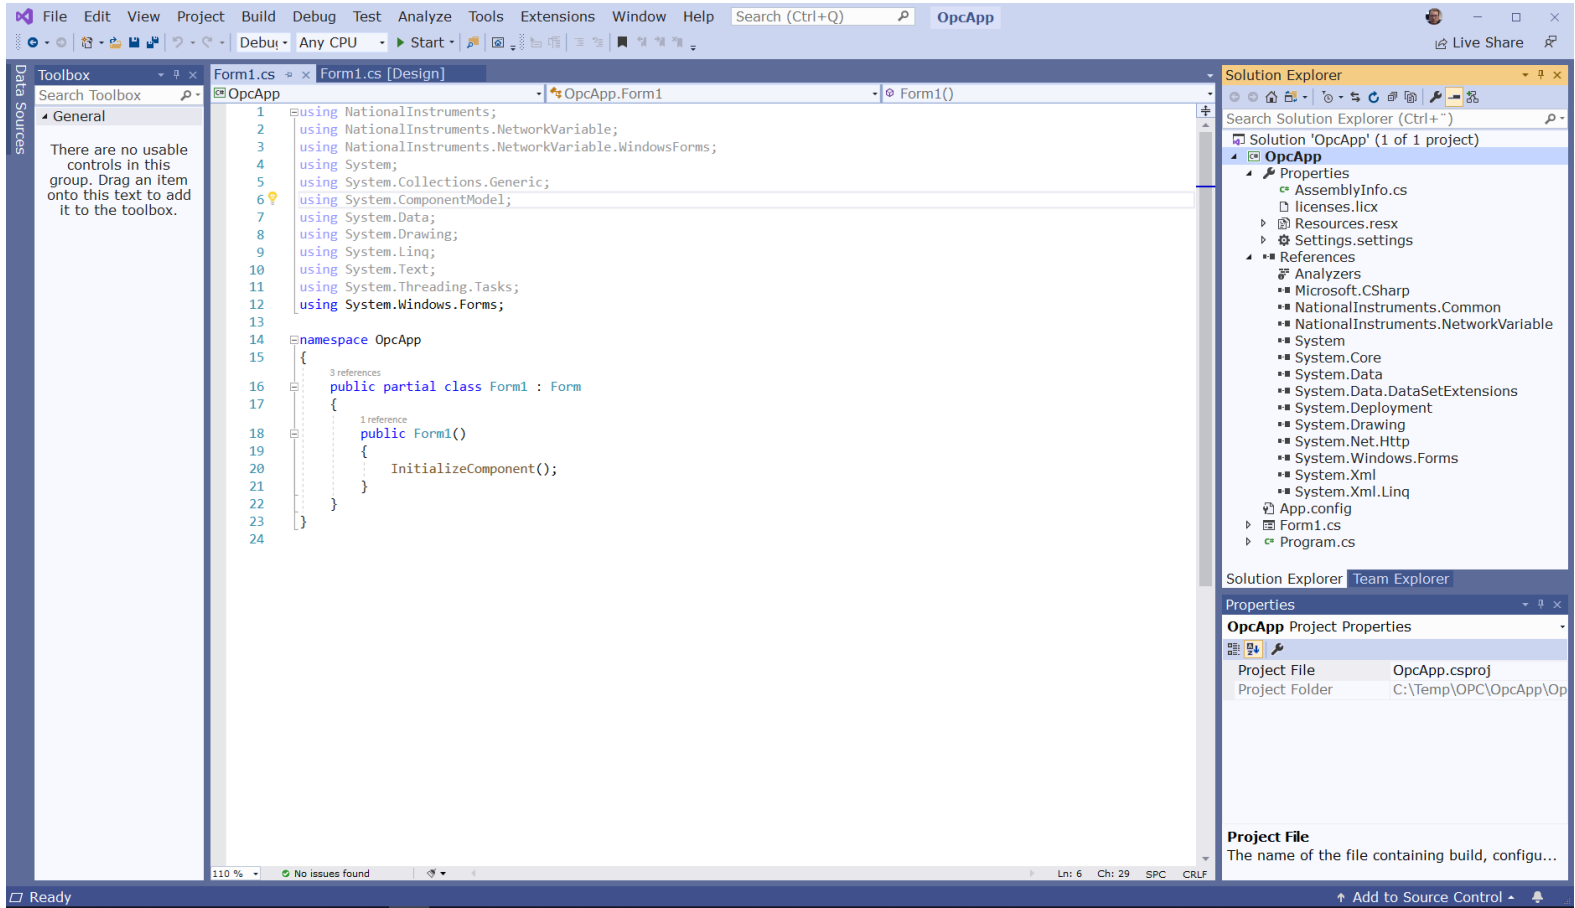 File Edit View Project Build Debug Test Analyze Tools Extensions Window Help Search (Ctrl+Q) OpcApp
Debug Any CPU Start Live Share
Data Sources
Toolbox
Search Toolbox
General
There are no usable
controls in this
group. Drag an item
onto this text to add
it to the toolbox.
Form1.cs Form1.cs [Design]
OpcApp OpcApp.Form1 Form1()
1 using NationalInstruments;
2 using NationalInstruments.NetworkVariable;
3 using NationalInstruments.NetworkVariable.WindowsForms;
4 using System;
5 using System.Collections.Generic;
6 using System.ComponentModel;
7 using System.Data;
8 using System.Drawing;
9 using System.Linq;
10 using System.Text;
11 using System.Threading.Tasks;
12 using System.Windows.Forms;
13
14 namespace OpcApp
15 {
3 references
16 public partial class Form1 : Form
17 {
1 reference
18 public Form1()
19 {
20 InitializeComponent();
21 }
22 }
23 }
24
110 % No issues found Ln: 6 Ch: 29 SPC CRLF
Solution Explorer
Search Solution Explorer (Ctrl+¨)
Solution 'OpcApp' (1 of 1 project)
OpcApp
Properties
AssemblyInfo.cs
licenses.licx
Resources.resx
Settings.settings
References
Analyzers
Microsoft.CSharp
NationalInstruments.Common
NationalInstruments.NetworkVariable
System
System.Core
System.Data
System.Data.DataSetExtensions
System.Deployment
System.Drawing
System.Net.Http
System.Windows.Forms
System.Xml
System.Xml.Linq
App.config
Form1.cs
Program.cs
Solution Explorer Team Explorer
Properties
OpcApp Project Properties
Project File OpcApp.csproj
Project Folder C:\Temp\OPC\OpcApp\Op
Project File
The name of the file containing build, configu...
Ready Add to Source Control